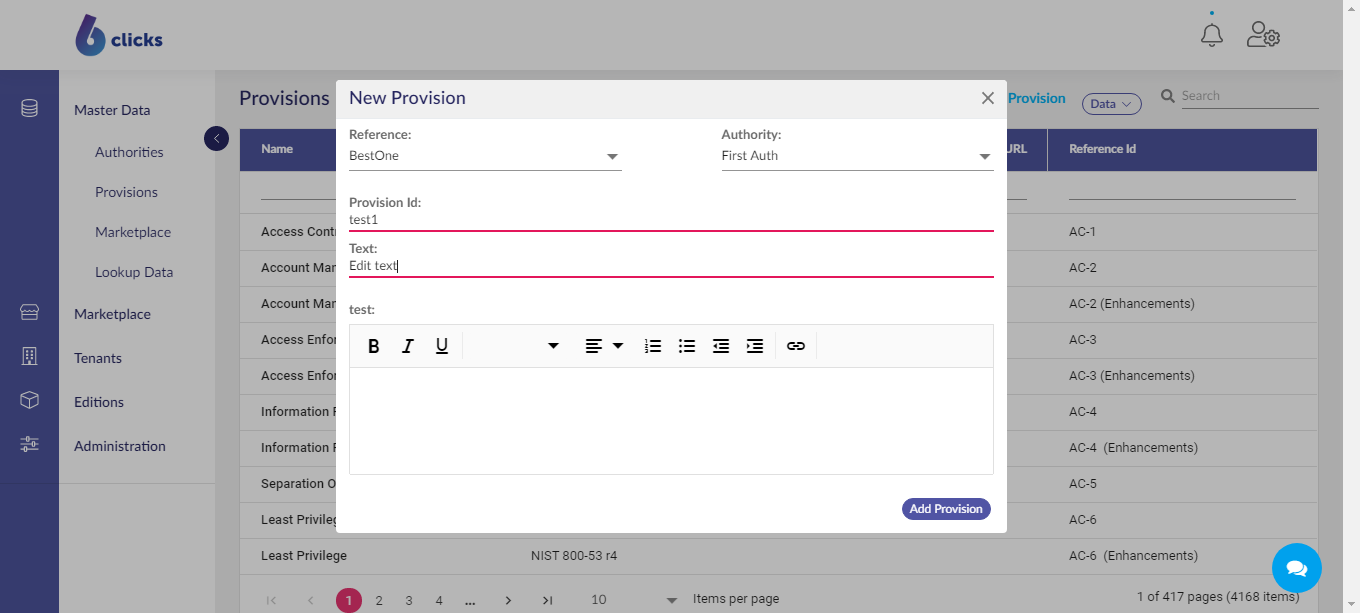 6 clicks
Master Data
Authorities
Provisions
Marketplace
Lookup Data
Marketplace
Tenants
Editions
Administration
Provisions
Provision
Data
Search
New Provision
Reference:
BestOne
Authority:
First Auth
Provision Id:
test1
Text:
Edit text
test:
B I U
Add Provision
Name URL Reference Id
Access Cont AC-1
Account Mar AC-2
Account Mar AC-2 (Enhancements)
Access Enfo AC-3
Access Enfo AC-3 (Enhancements)
Information F AC-4
Information F AC-4 (Enhancements)
Separation O AC-5
Least Privileg AC-6
Least Privilege NIST 800-53 r4 AC-6 (Enhancements)
1 2 3 4 ... 10 Items per page 1 of 417 pages (4168 items)